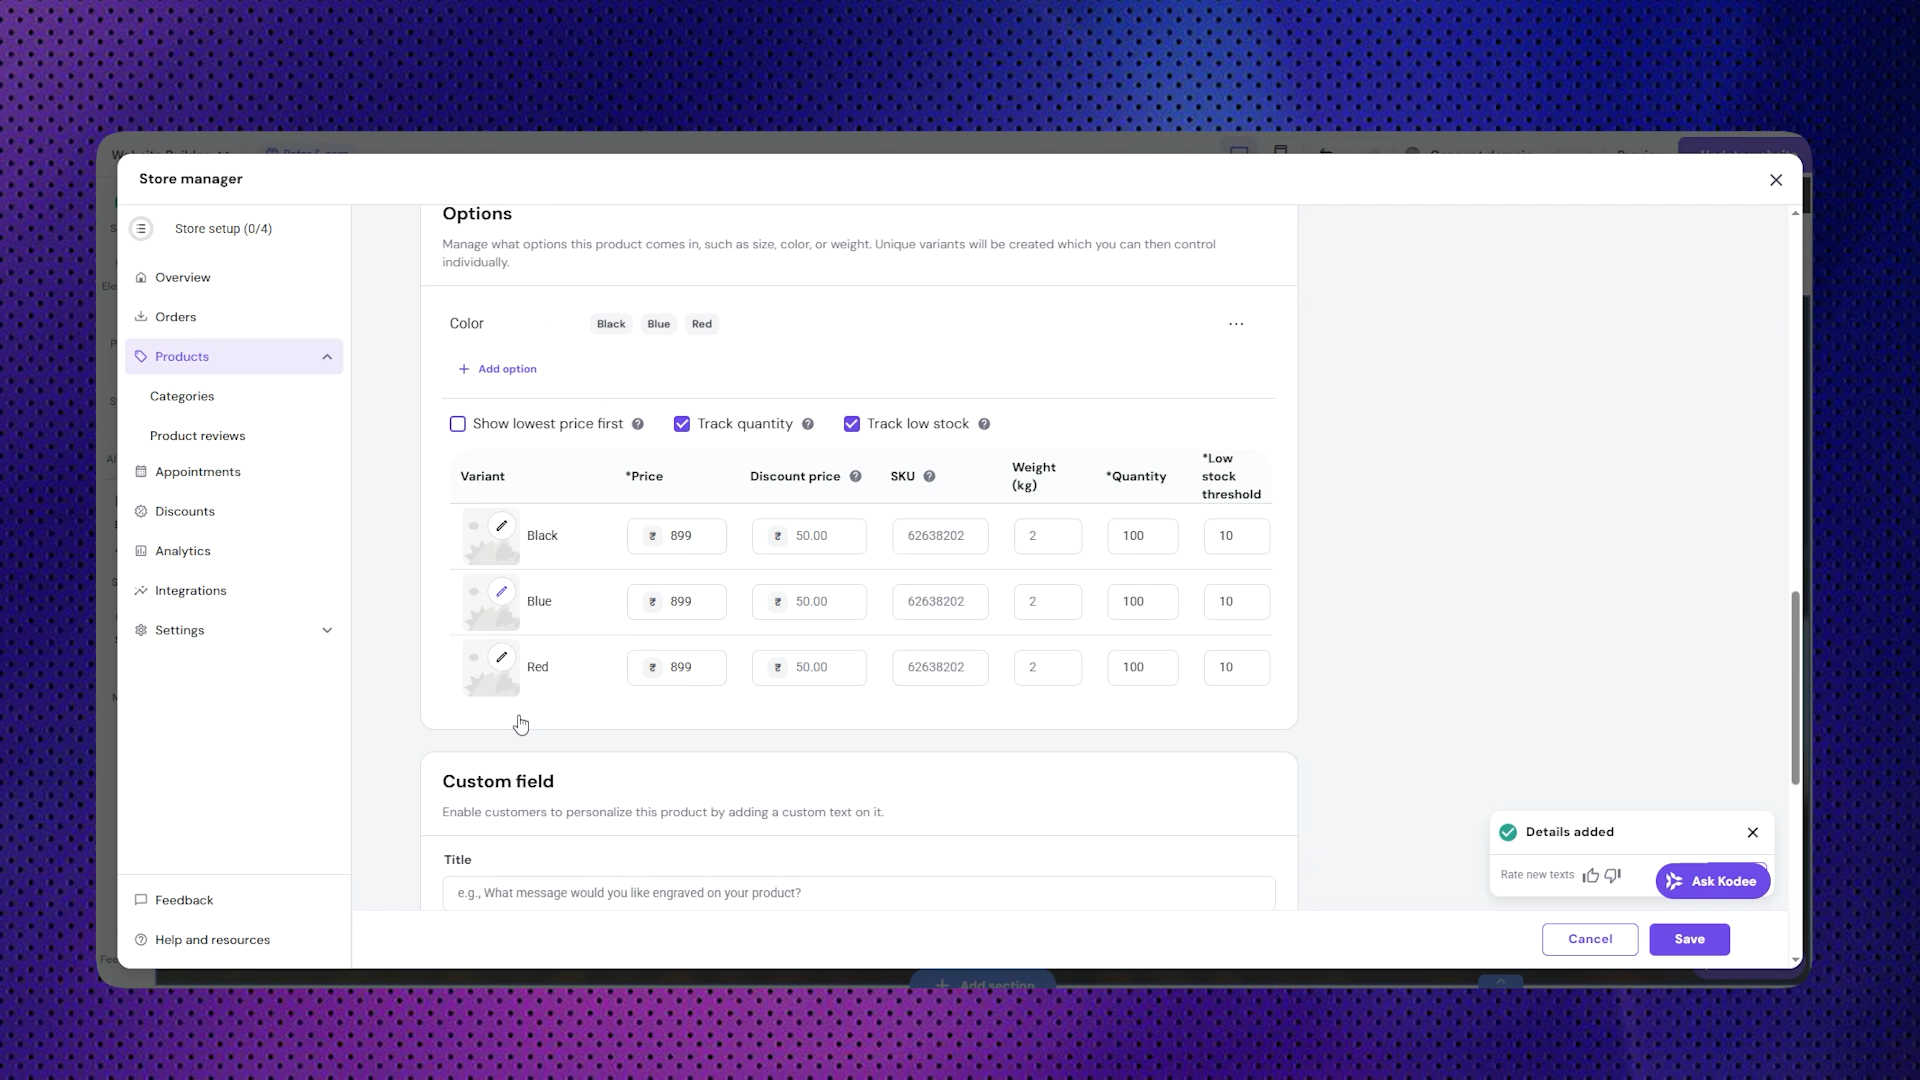 Store manager
Store setup (0/4)
Overview
Orders
Products
Categories
Product reviews
Appointments
Discounts
Analytics
Integrations
Settings
Feedback
Help and resources
Options
Manage what options this product comes in, such as size, color, or weight. Unique variants will be created which you can then control
individually.
Color Black Blue Red
Add option
Show lowest price first Track quantity Track low stock
Variant *Price Discount price SKU Weight (kg) *Quantity *Low stock threshold
Black ₹ 899 ₹ 50.00 62638202 2 100 10
Blue ₹ 899 ₹ 50.00 62638202 2 100 10
Red ₹ 899 ₹ 50.00 62638202 2 100 10
Custom field
Enable customers to personalize this product by adding a custom text on it.
Title
e.g., What message would you like engraved on your product?
Details added
Rate new texts
Ask Kodee
Cancel
Save
Add section